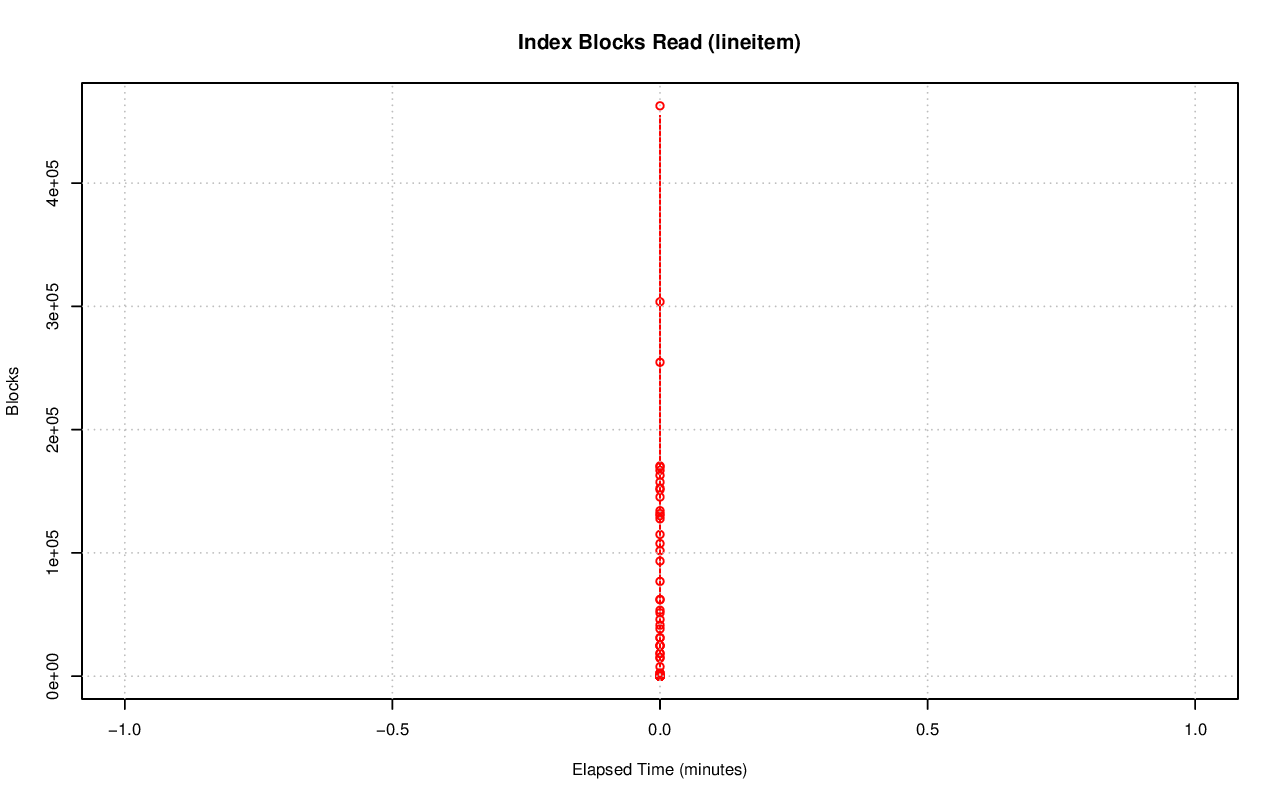 Index Blocks Read (lineitem)
Blocks
4e+05
3e+05
2e+05
1e+05
0e+00
−1.0
−0.5
0.0
0.5
1.0
Elapsed Time (minutes)